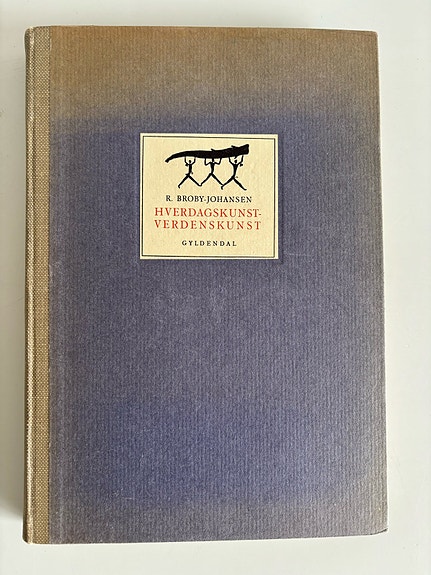 R. BROBY-JOHANSEN
HVERDAGSKUNST-
VERDENSKUNST
GYLDENDAL